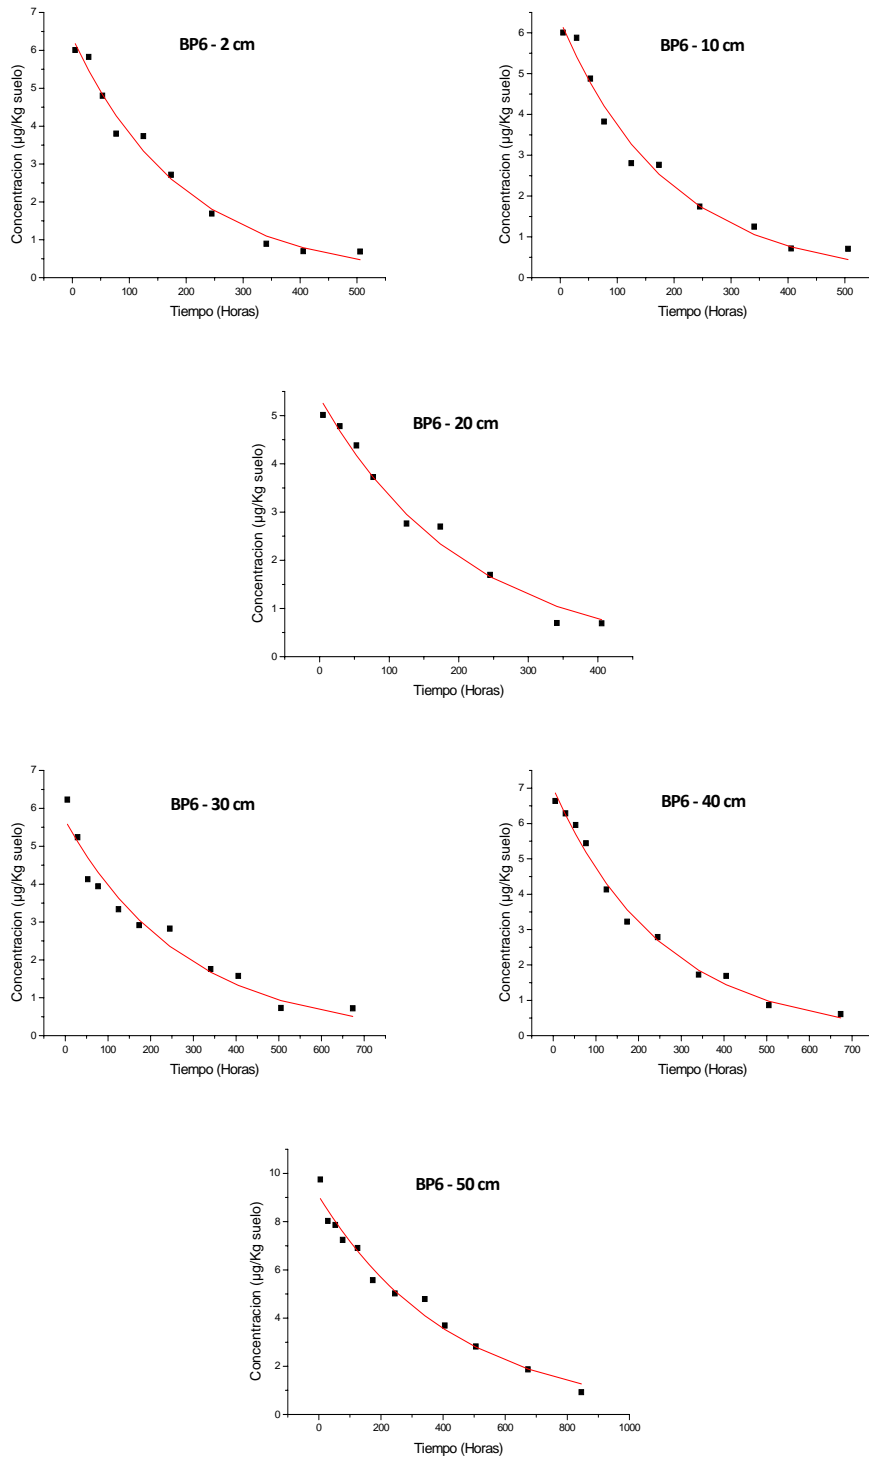 BP6 - 2 cm
Concentracion (µg/Kg suelo)
7
6
5
4
3
2
1
0
0 100 200 300 400 500
Tiempo (Horas)
BP6 - 10 cm
Concentracion (µg/Kg suelo)
6
5
4
3
2
1
0
0 100 200 300 400 500
Tiempo (Horas)
BP6 - 20 cm
Concentracion (µg/Kg suelo)
5
4
3
2
1
0
0 100 200 300 400
Tiempo (Horas)
BP6 - 30 cm
Concentracion (µg/Kg suelo)
7
6
5
4
3
2
1
0
0 100 200 300 400 500 600 700
Tiempo (Horas)
BP6 - 40 cm
Concentracion (µg/Kg suelo)
7
6
5
4
3
2
1
0
0 100 200 300 400 500 600 700
Tiempo (Horas)
BP6 - 50 cm
Concentracion (µg/Kg suelo)
10
8
6
4
2
0
0 200 400 600 800 1000
Tiempo (Horas)